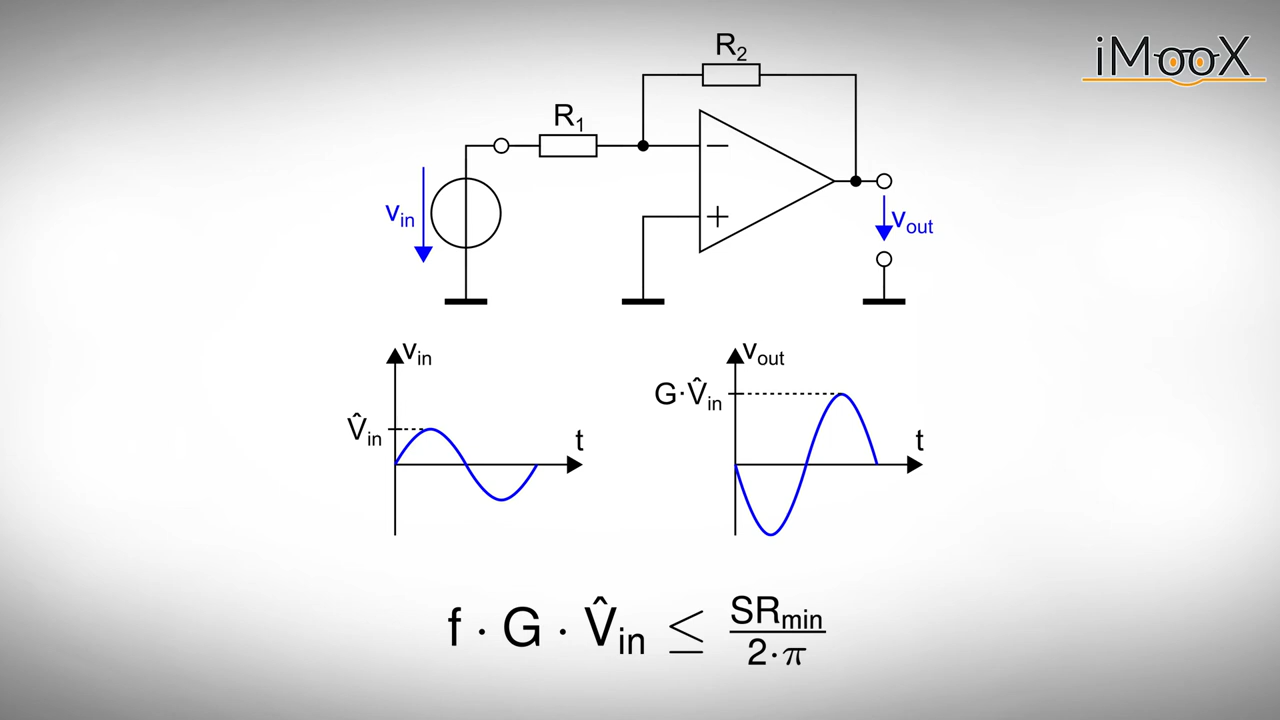 iMooX
R₂
R₁
−
+
vᵢₙ
vₒᵤₜ
vᵢₙ
V̂ᵢₙ
t
vₒᵤₜ
G·V̂ᵢₙ
t
f · G · V̂ᵢₙ ≤ SRₘᵢₙ / 2·π